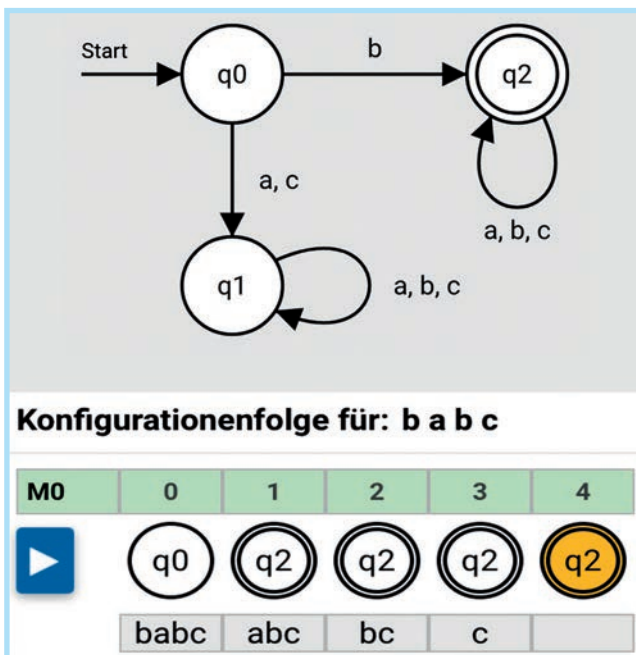 Start
q0
b
q2
a, c
a, b, c
q1
a, b, c
Konfigurationenfolge für: b a b c
M0 0 1 2 3 4
q0 q2 q2 q2 q2
babc abc bc c